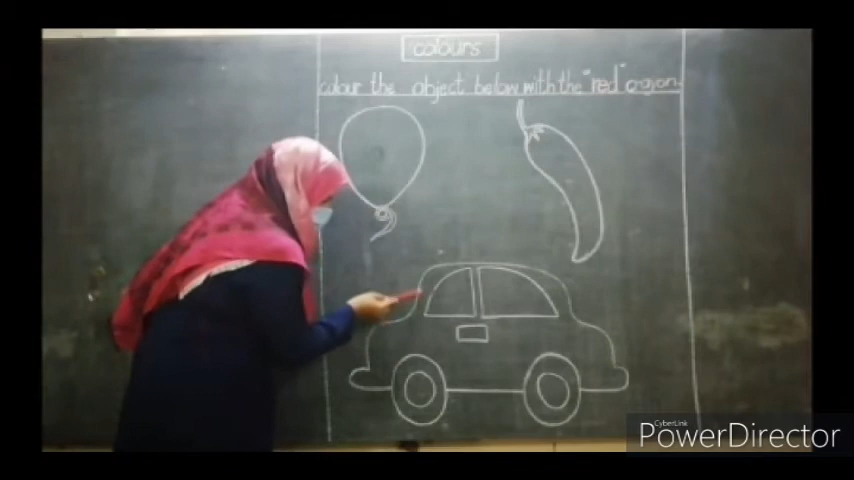 colours
colour the object below with the "red" crayon.
CyberLink
PowerDirector